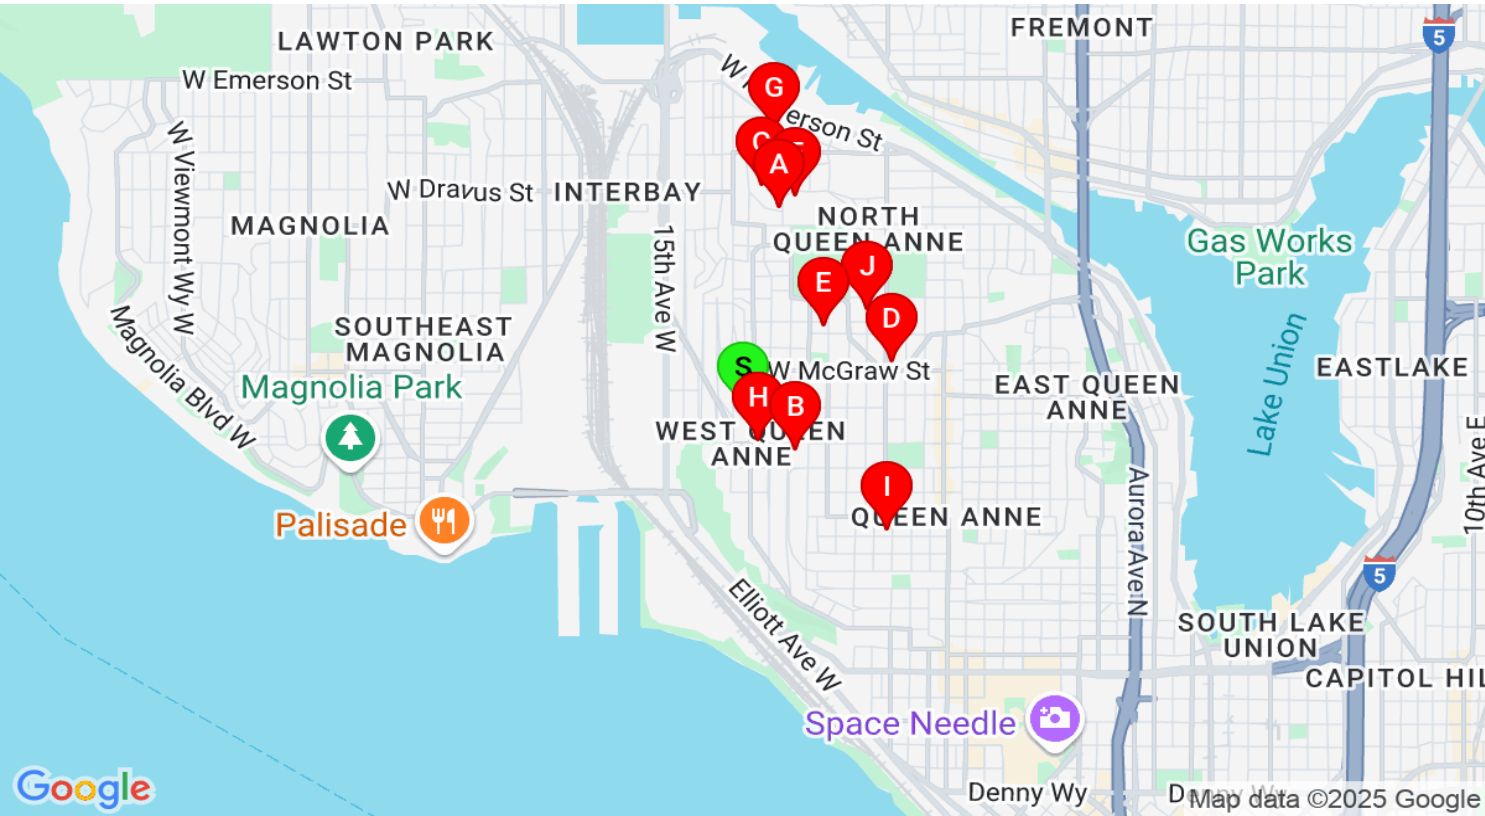 FREMONT
5
LAWTON PARK
W Emerson St
G
W
erson St
A
W Viewmont Wy W
W Dravus St
INTERBAY
MAGNOLIA
NORTH
QUEEN ANNE
15th Ave W
Gas Works
Park
J
E
D
SOUTHEAST
MAGNOLIA
Magnolia Blvd W
Magnolia Park
S
W McGraw St
H
B
EAST QUEEN
ANNE
Lake Union
EASTLAKE
WEST QUEEN
ANNE
10th Ave E
Aurora Ave N
I
QUEEN ANNE
Palisade
5
Elliott Ave W
SOUTH LAKE
UNION
CAPITOL HIL
Space Needle
Denny Wy
Google
Map data ©2025 Google